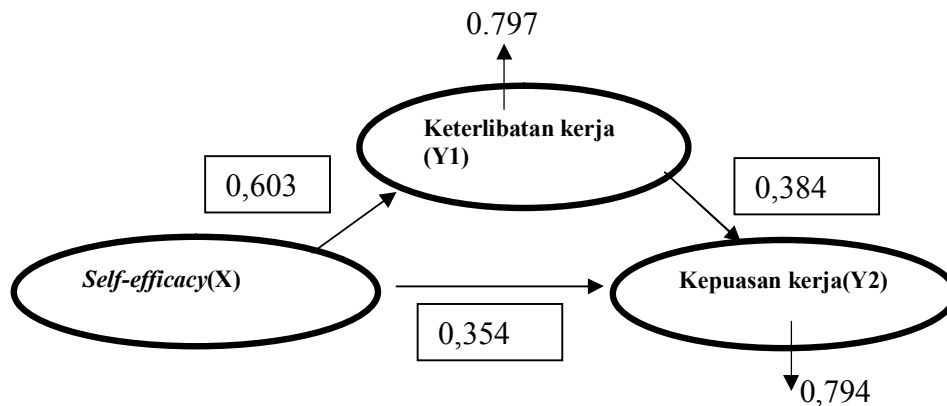 0.797
Keterlibatan kerja
(Y1)
0,603
0,384
Self-efficacy(X)
Kepuasan kerja(Y2)
0,354
0,794